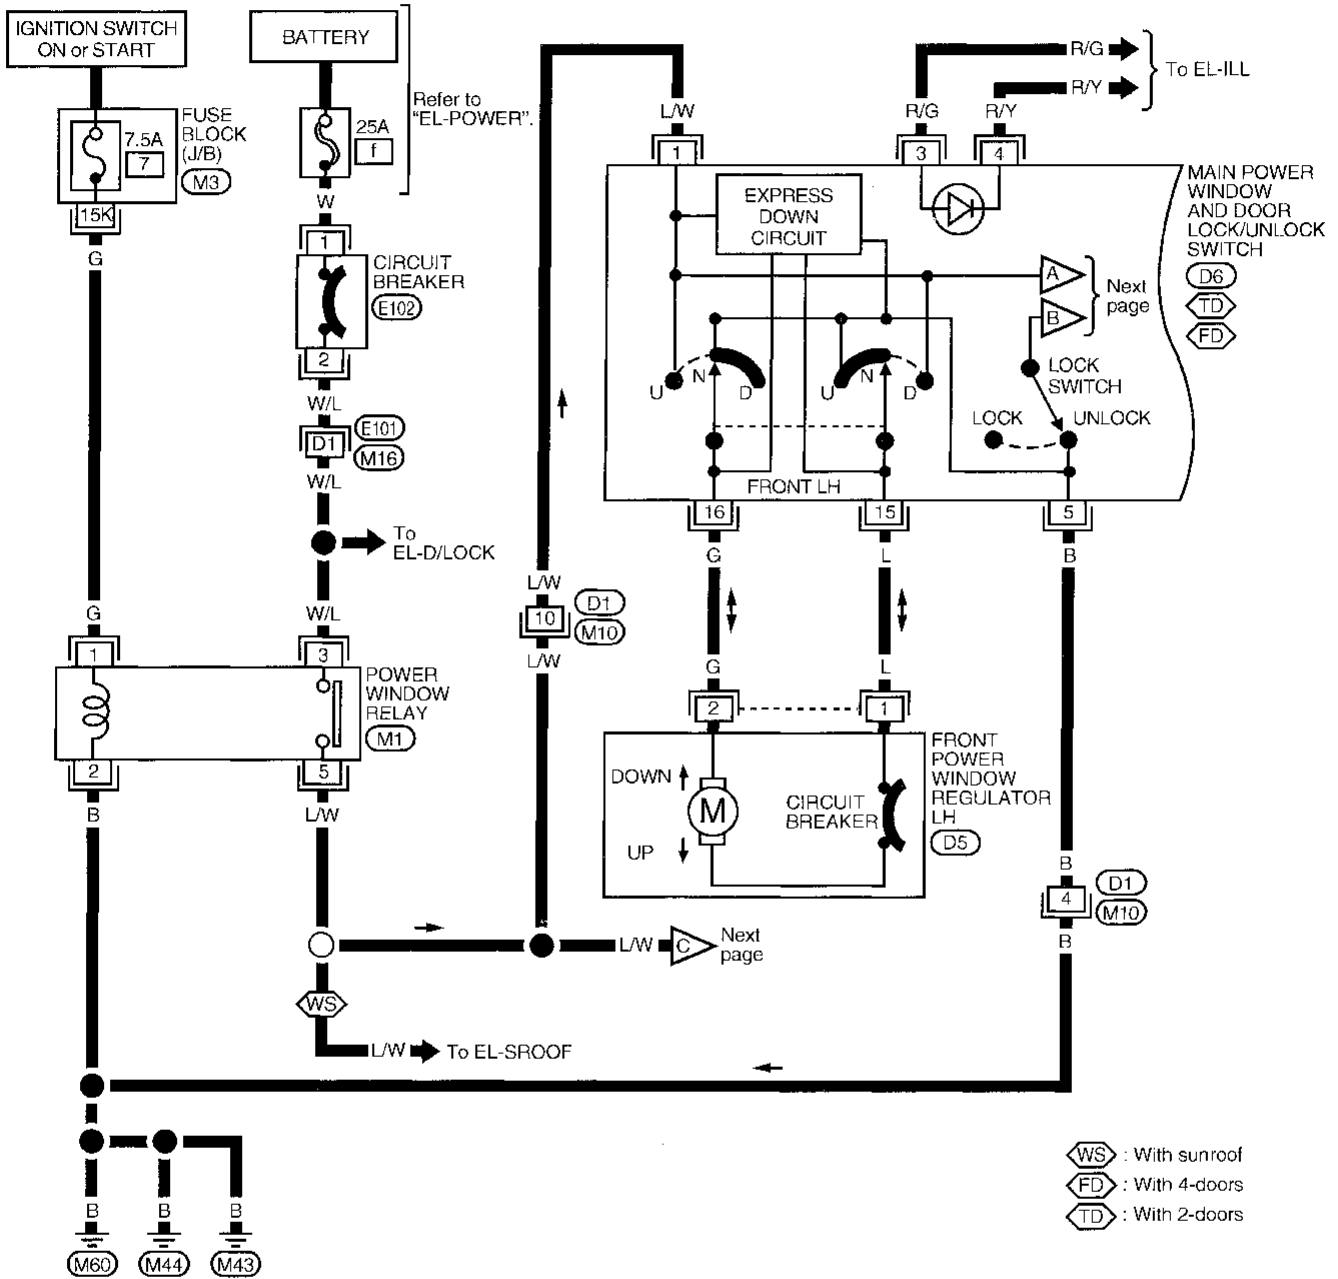 IGNITION SWITCH
ON or START
BATTERY
Refer to
"EL-POWER".
FUSE
BLOCK
(J/B)
M3
7.5A
7
15K
G
25A
f
W
1
CIRCUIT
BREAKER
E102
2
W/L
D1
E101
M16
W/L
To
EL-D/LOCK
G
W/L
1
3
POWER
WINDOW
RELAY
M1
2
5
B
L/W
WS
L/W
To EL-SROOF
L/W
C
Next
page
L/W
10
D1
M10
L/W
L/W
1
R/G
R/Y
To EL-ILL
R/G
R/Y
3
4
MAIN POWER
WINDOW
AND DOOR
LOCK/UNLOCK
SWITCH
D6
TD
FD
EXPRESS
DOWN
CIRCUIT
A
B
Next
page
U
N
D
U
N
D
LOCK
SWITCH
LOCK
UNLOCK
FRONT LH
16
15
5
G
L
B
G
L
2
1
FRONT
POWER
WINDOW
REGULATOR
LH
D5
DOWN
M
UP
CIRCUIT
BREAKER
B
4
D1
M10
B
B
B
B
M60
M44
M43
WS : With sunroof
FD : With 4-doors
TD : With 2-doors